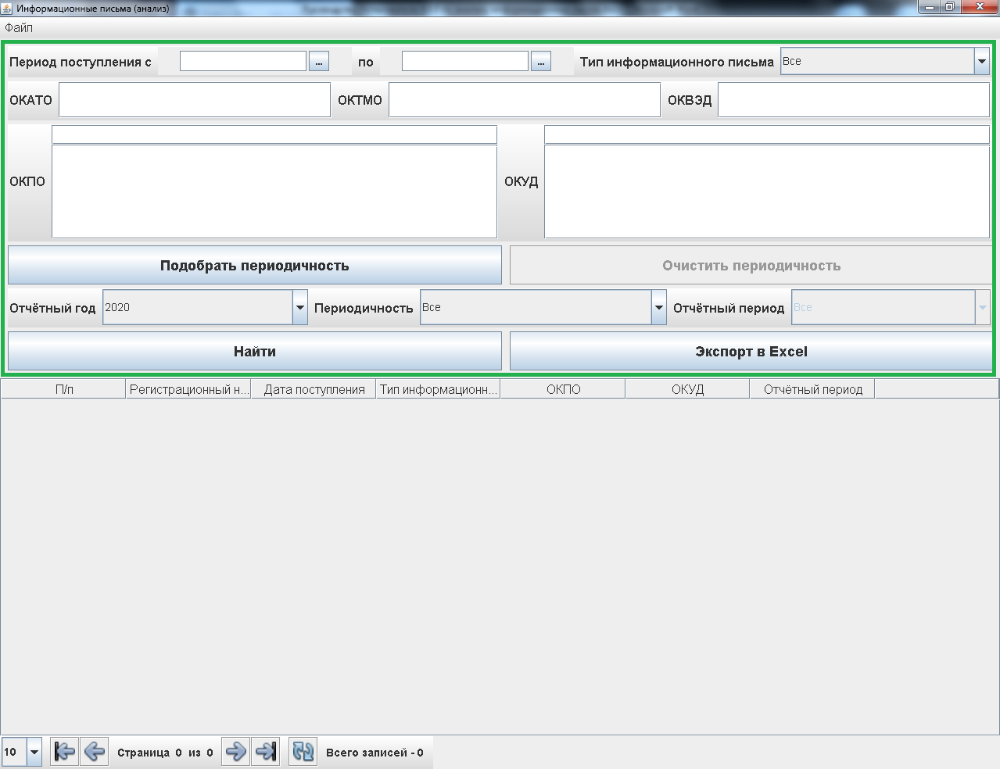 Информационные письма (анализ)
Файл
Период поступления с ... по ... Тип информационного письма Все
ОКАТО ОКТМО ОКВЭД
ОКПО ОКУД
Подобрать периодичность Очистить периодичность
Отчётный год 2020 Периодичность Все Отчётный период Все
Найти Экспорт в Excel
П/п Регистрационный н... Дата поступления Тип информационн... ОКПО ОКУД Отчётный период
10 Страница 0 из 0 Всего записей - 0